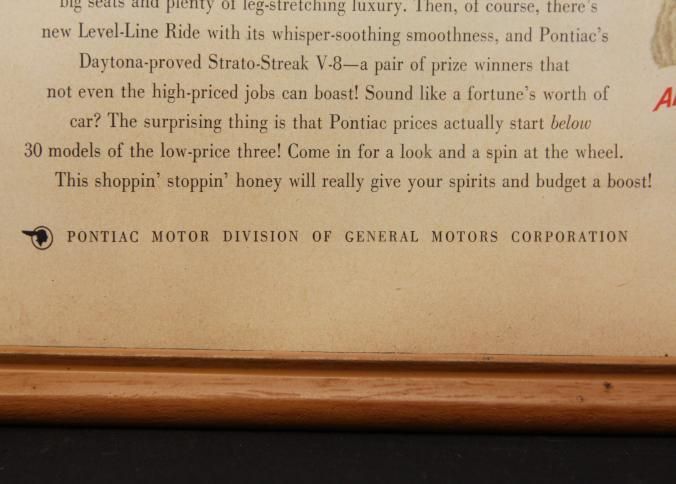 big seats and plenty of leg-stretching luxury. Then, of course, there's
new Level-Line Ride with its whisper-soothing smoothness, and Pontiac's
Daytona-proved Strato-Streak V-8—a pair of prize winners that
not even the high-priced jobs can boast! Sound like a fortune's worth of
car? The surprising thing is that Pontiac prices actually start below
30 models of the low-price three! Come in for a look and a spin at the wheel.
This shoppin' stoppin' honey will really give your spirits and budget a boost!
PONTIAC MOTOR DIVISION OF GENERAL MOTORS CORPORATION